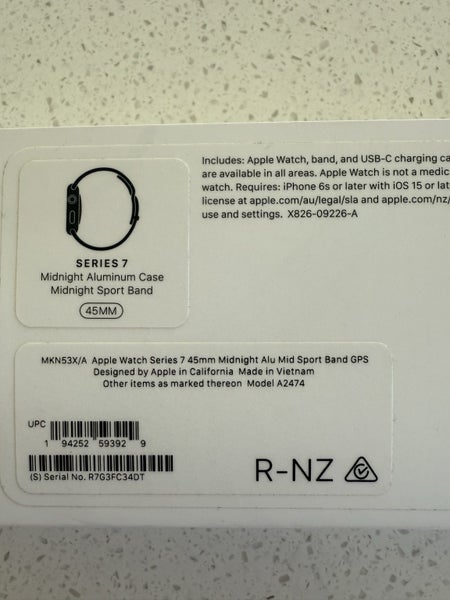 SERIES 7
Midnight Aluminum Case
Midnight Sport Band
45MM
Includes: Apple Watch, band, and USB-C charging
are available in all areas. Apple Watch is not a
watch. Requires: iPhone 6s or later with iOS 15 or
license at apple.com/au/legal/sla and apple.com/nz/
use and settings. X826-09226-A
MKN53X/A Apple Watch Series 7 45mm Midnight Alu Mid Sport Band GPS
Designed by Apple in California Made in Vietnam
Other items as marked thereon Model A2474
UPC
1 94252 59392 9
(S) Serial No. R7G3FC34DT
R-NZ